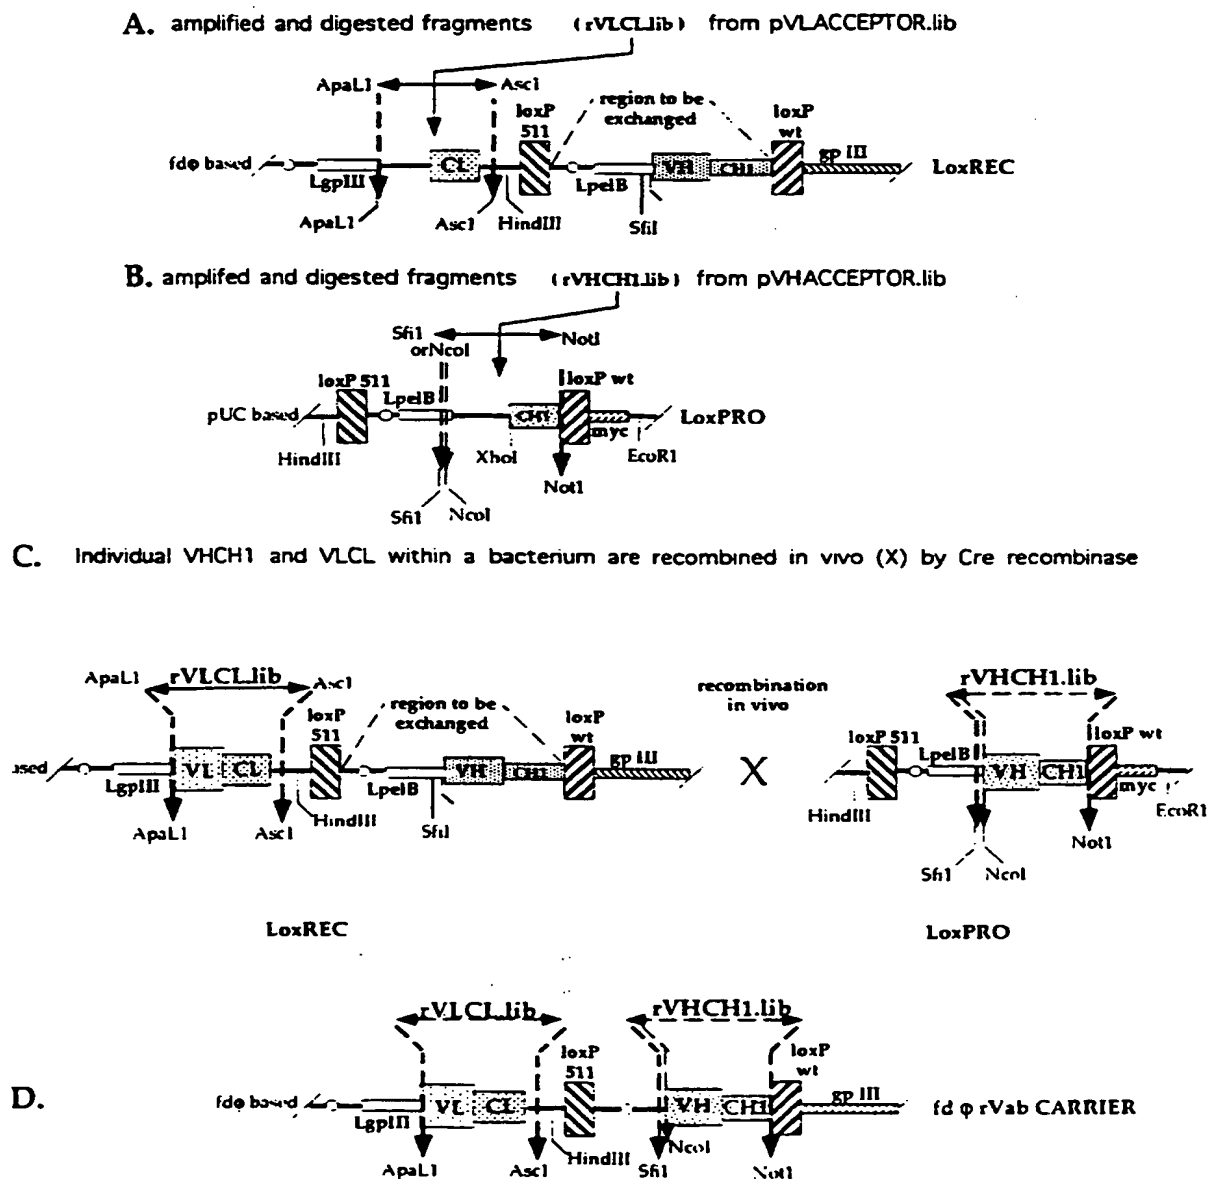 A. amplified and digested fragments (rVLCL.lib) from pVLACCEPTOR.lib
ApaL1 Asc1
loxP 511
region to be exchanged
loxP wt
fdφ based
LgpIII
CL
LpelB
VH
CH1
gp III
LoxREC
ApaL1
Asc1
HindIII
SfiI
B. amplifed and digested fragments (rVHCH1.lib) from pVHACCEPTOR.lib
Sfi1 orNcoI
NotI
loxP 511
LpelB
loxP wt
pUC based
CH1
myc
LoxPRO
HindIII
XhoI
EcoR1
Not1
Sfi1
NcoI
C. Individual VHCH1 and VLCL within a bacterium are recombined in vivo (X) by Cre recombinase
ApaL1
rVLCL.lib
Asc1
loxP 511
region to be exchanged
loxP wt
recombination in vivo
rVHCH1.lib
loxP 511
LpelB
loxP wt
ased
LgpIII
VL
CL
LpelB
VH
CH1
gp III
X
VH
CH1
myc
ApaL1
Asc1
HindIII
SfiI
HindIII
EcoR1
Not1
Sfi1
NcoI
LoxREC
LoxPRO
rVLCL.lib
rVHCH1.lib
loxP 511
loxP wt
D.
fdφ based
LgpIII
VL
CL
VH
CH1
gp III
fd φ rVab CARRIER
ApaL1
Asc1
HindIII
Sfi1
NcoI
Not1